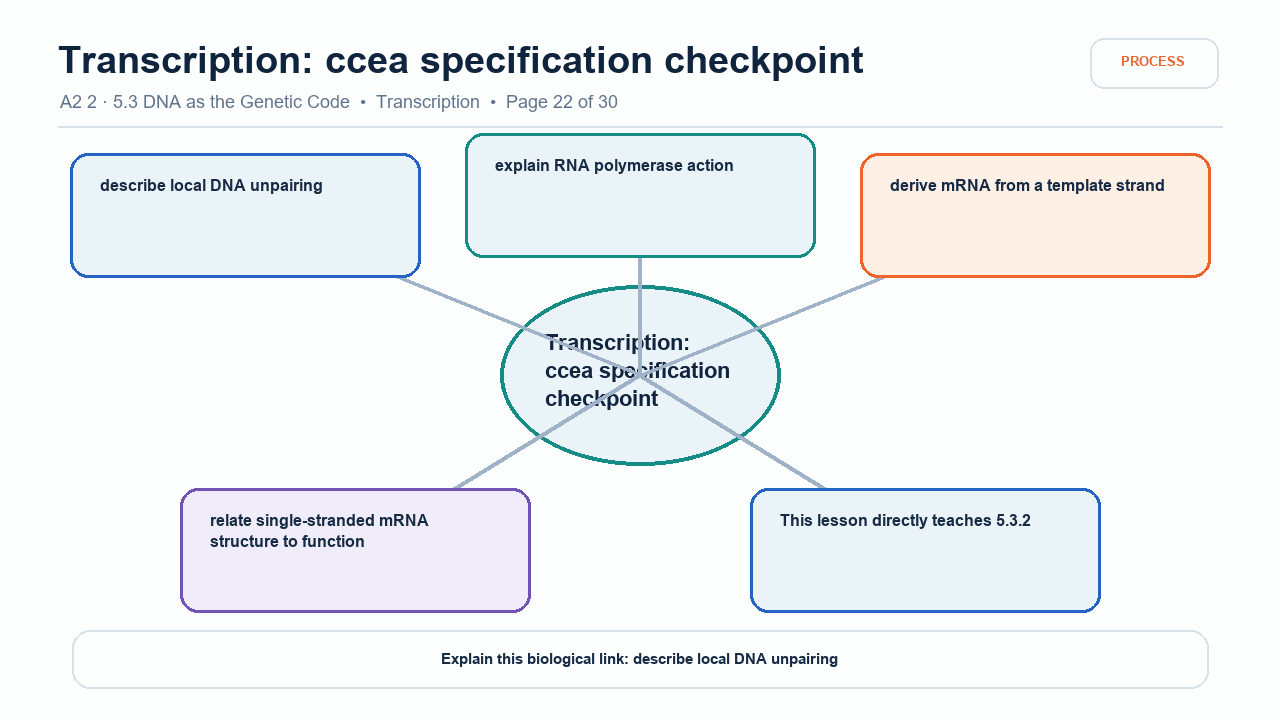 Transcription: ccea specification checkpoint
PROCESS
A2 2 · 5.3 DNA as the Genetic Code • Transcription • Page 22 of 30
describe local DNA unpairing
explain RNA polymerase action
derive mRNA from a template strand
Transcription:
ccea specification
checkpoint
relate single-stranded mRNA
structure to function
This lesson directly teaches 5.3.2
Explain this biological link: describe local DNA unpairing